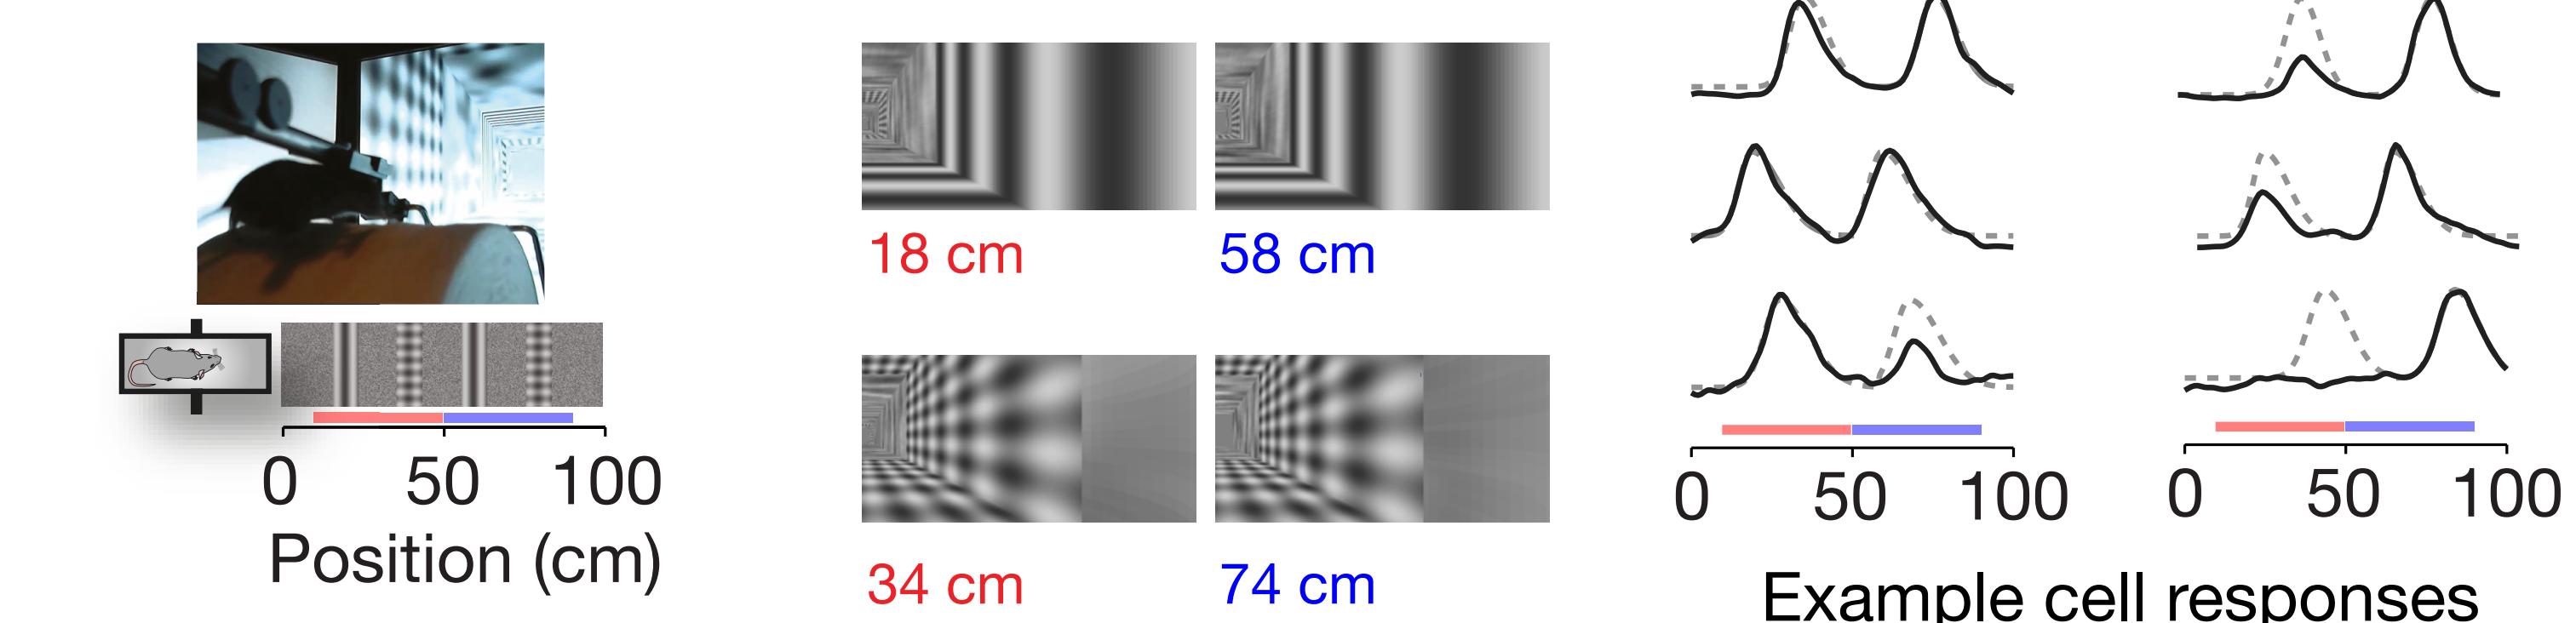 0 50 100
Position (cm)
18 cm
58 cm
34 cm
74 cm
0 50 100
0 50 100
Example cell responses